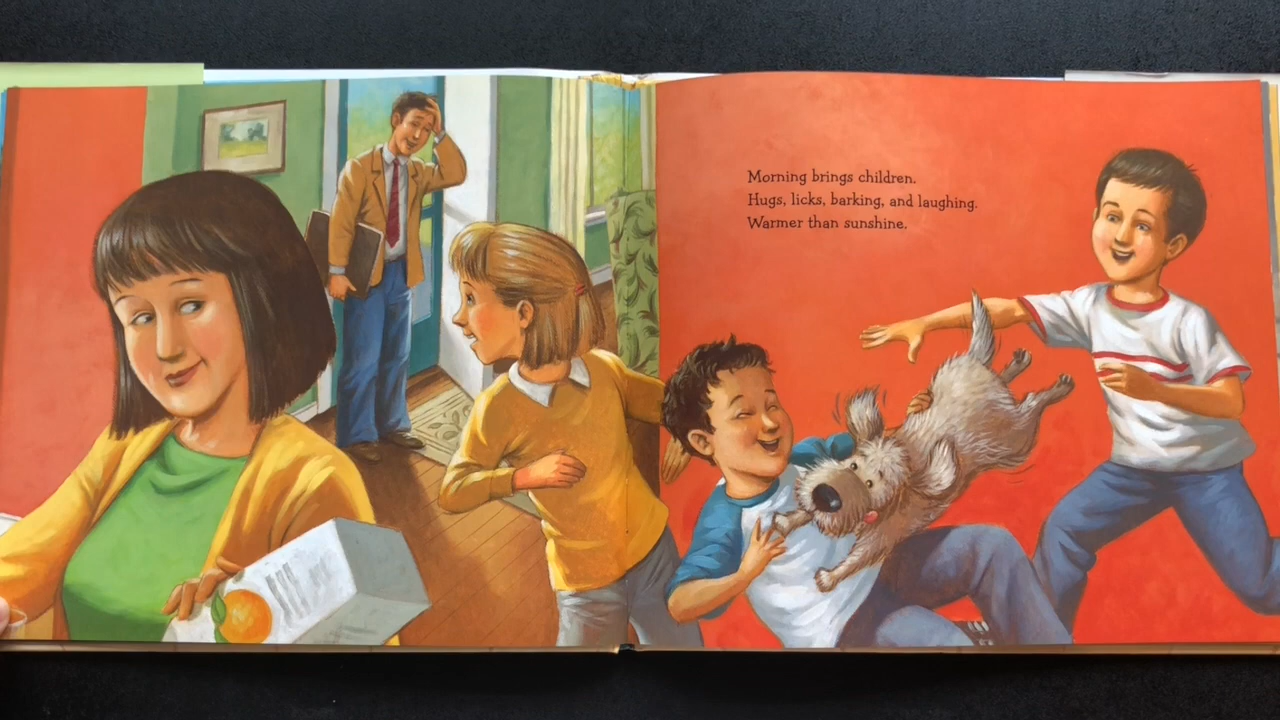 Morning brings children.
Hugs, licks, barking, and laughing.
Warmer than sunshine.